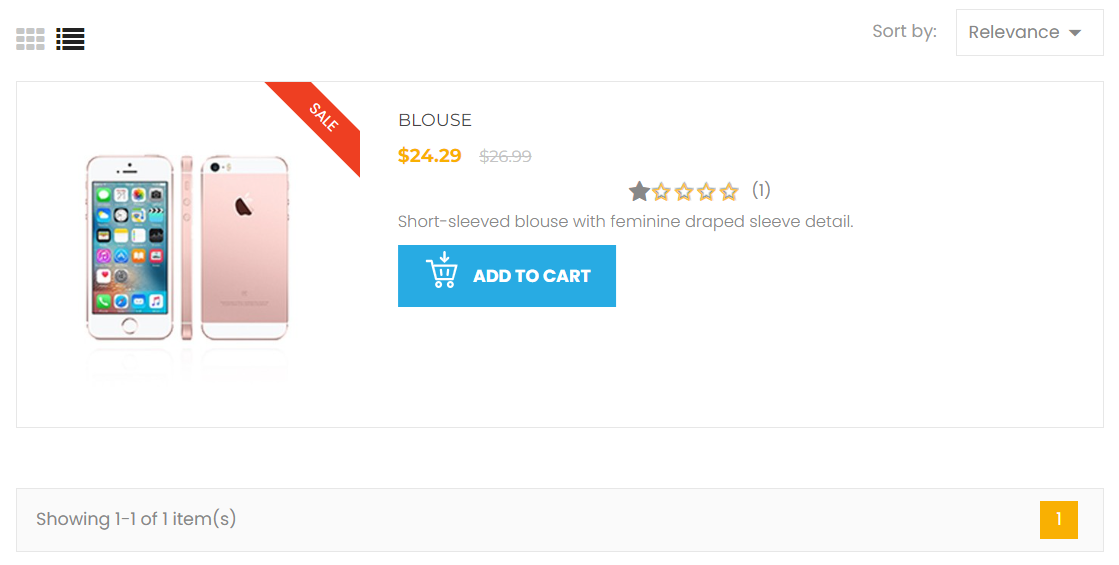 Sort by: Relevance
SALE
BLOUSE
$24.29 $26.99
(1)
Short-sleeved blouse with feminine draped sleeve detail.
ADD TO CART
Showing 1-1 of 1 item(s)
1